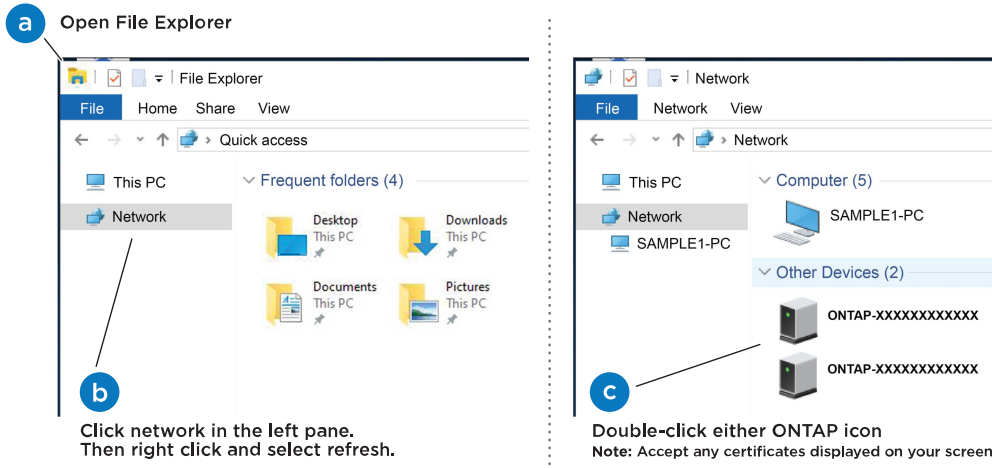 a Open File Explorer
File Explorer
File Home Share View
Quick access
This PC
Network
Frequent folders (4)
Desktop
This PC
Downloads
This PC
Documents
This PC
Pictures
This PC
b
Click network in the left pane.
Then right click and select refresh.
Network
File Network View
Network
This PC
Network
SAMPLE1-PC
Computer (5)
SAMPLE1-PC
Other Devices (2)
ONTAP-XXXXXXXXXXXX
ONTAP-XXXXXXXXXXXX
c
Double-click either ONTAP icon
Note: Accept any certificates displayed on your screen